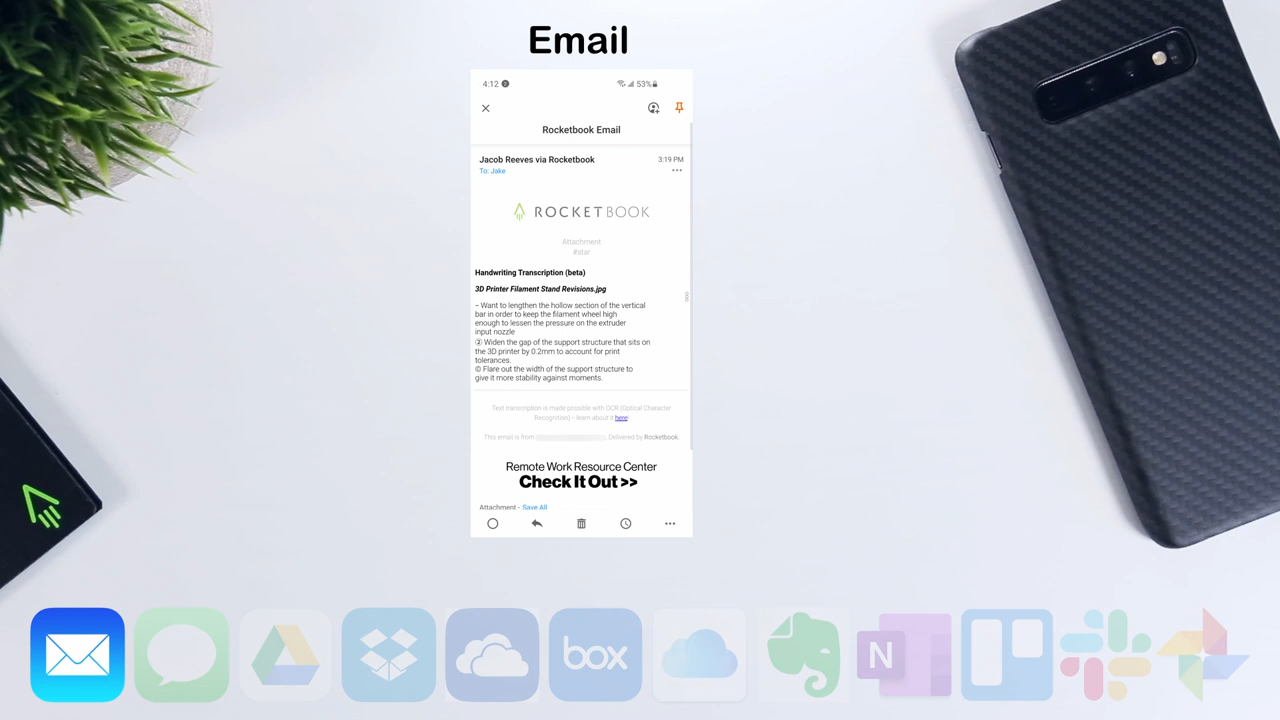 Email
4:12
53%
Rocketbook Email
Jacob Reeves via Rocketbook 3:19 PM
To: Jake
ROCKETBOOK
Attachment
#star
Handwriting Transcription (beta)
3D Printer Filament Stand Revisions.jpg
– Want to lengthen the hollow section of the vertical
bar in order to keep the filament wheel high
enough to lessen the pressure on the extruder
input nozzle
② Widen the gap of the support structure that sits on
the 3D printer by 0.2mm to account for print
tolerances.
© Flare out the width of the support structure to
give it more stability against moments.
Text transcription is made possible with OCR (Optical Character
Recognition) – learn about it here
This email is from Delivered by Rocketbook.
Remote Work Resource Center
Check It Out >>
Attachment - Save All
box
N